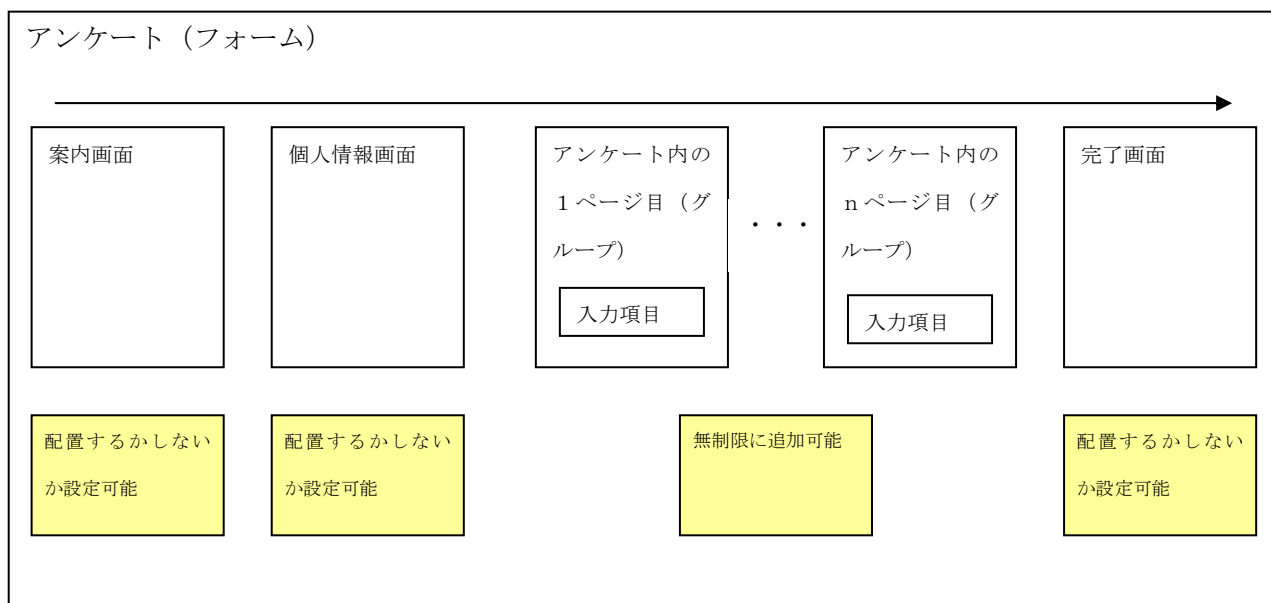 アンケート（フォーム）
案内画面
個人情報画面
アンケート内の
１ページ目（グ
ループ）
入力項目
・・・
アンケート内の
ｎページ目（グ
ループ）
入力項目
完了画面
配置するかしない
か設定可能
配置するかしない
か設定可能
無制限に追加可能
配置するかしない
か設定可能